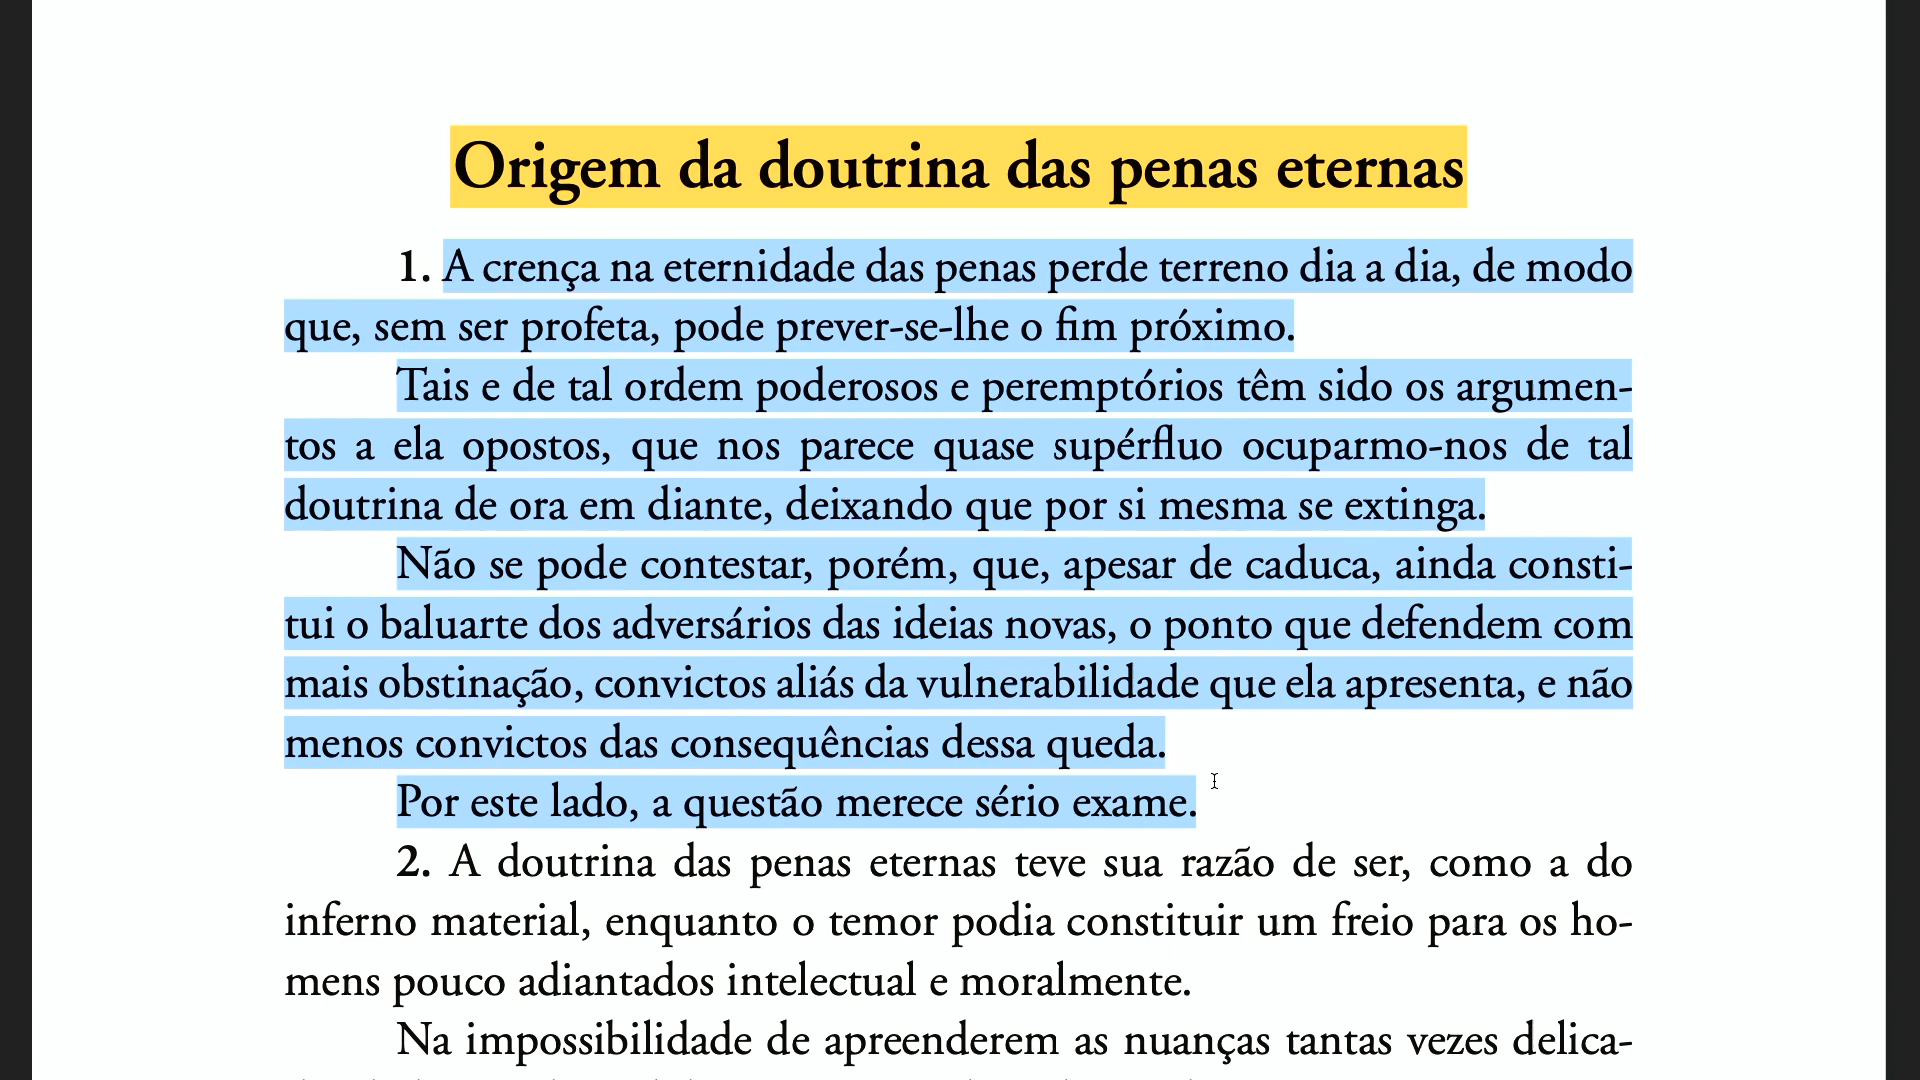 Origem da doutrina das penas eternas
1. A crença na eternidade das penas perde terreno dia a dia, de modo
que, sem ser profeta, pode prever-se-lhe o fim próximo.
Tais e de tal ordem poderosos e peremptórios têm sido os argumen-
tos a ela opostos, que nos parece quase supérfluo ocuparmo-nos de tal
doutrina de ora em diante, deixando que por si mesma se extinga.
Não se pode contestar, porém, que, apesar de caduca, ainda consti-
tui o baluarte dos adversários das ideias novas, o ponto que defendem com
mais obstinação, convictos aliás da vulnerabilidade que ela apresenta, e não
menos convictos das consequências dessa queda.
Por este lado, a questão merece sério exame.
2. A doutrina das penas eternas teve sua razão de ser, como a do
inferno material, enquanto o temor podia constituir um freio para os ho-
mens pouco adiantados intelectual e moralmente.
Na impossibilidade de apreenderem as nuanças tantas vezes delica-